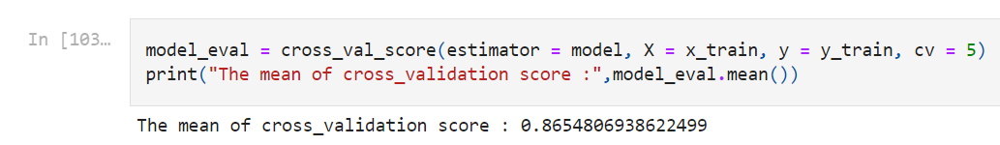 In [103…
model_eval = cross_val_score(estimator = model, X = x_train, y = y_train, cv = 5)
print("The mean of cross_validation score :",model_eval.mean())
The mean of cross_validation score : 0.8654806938622499